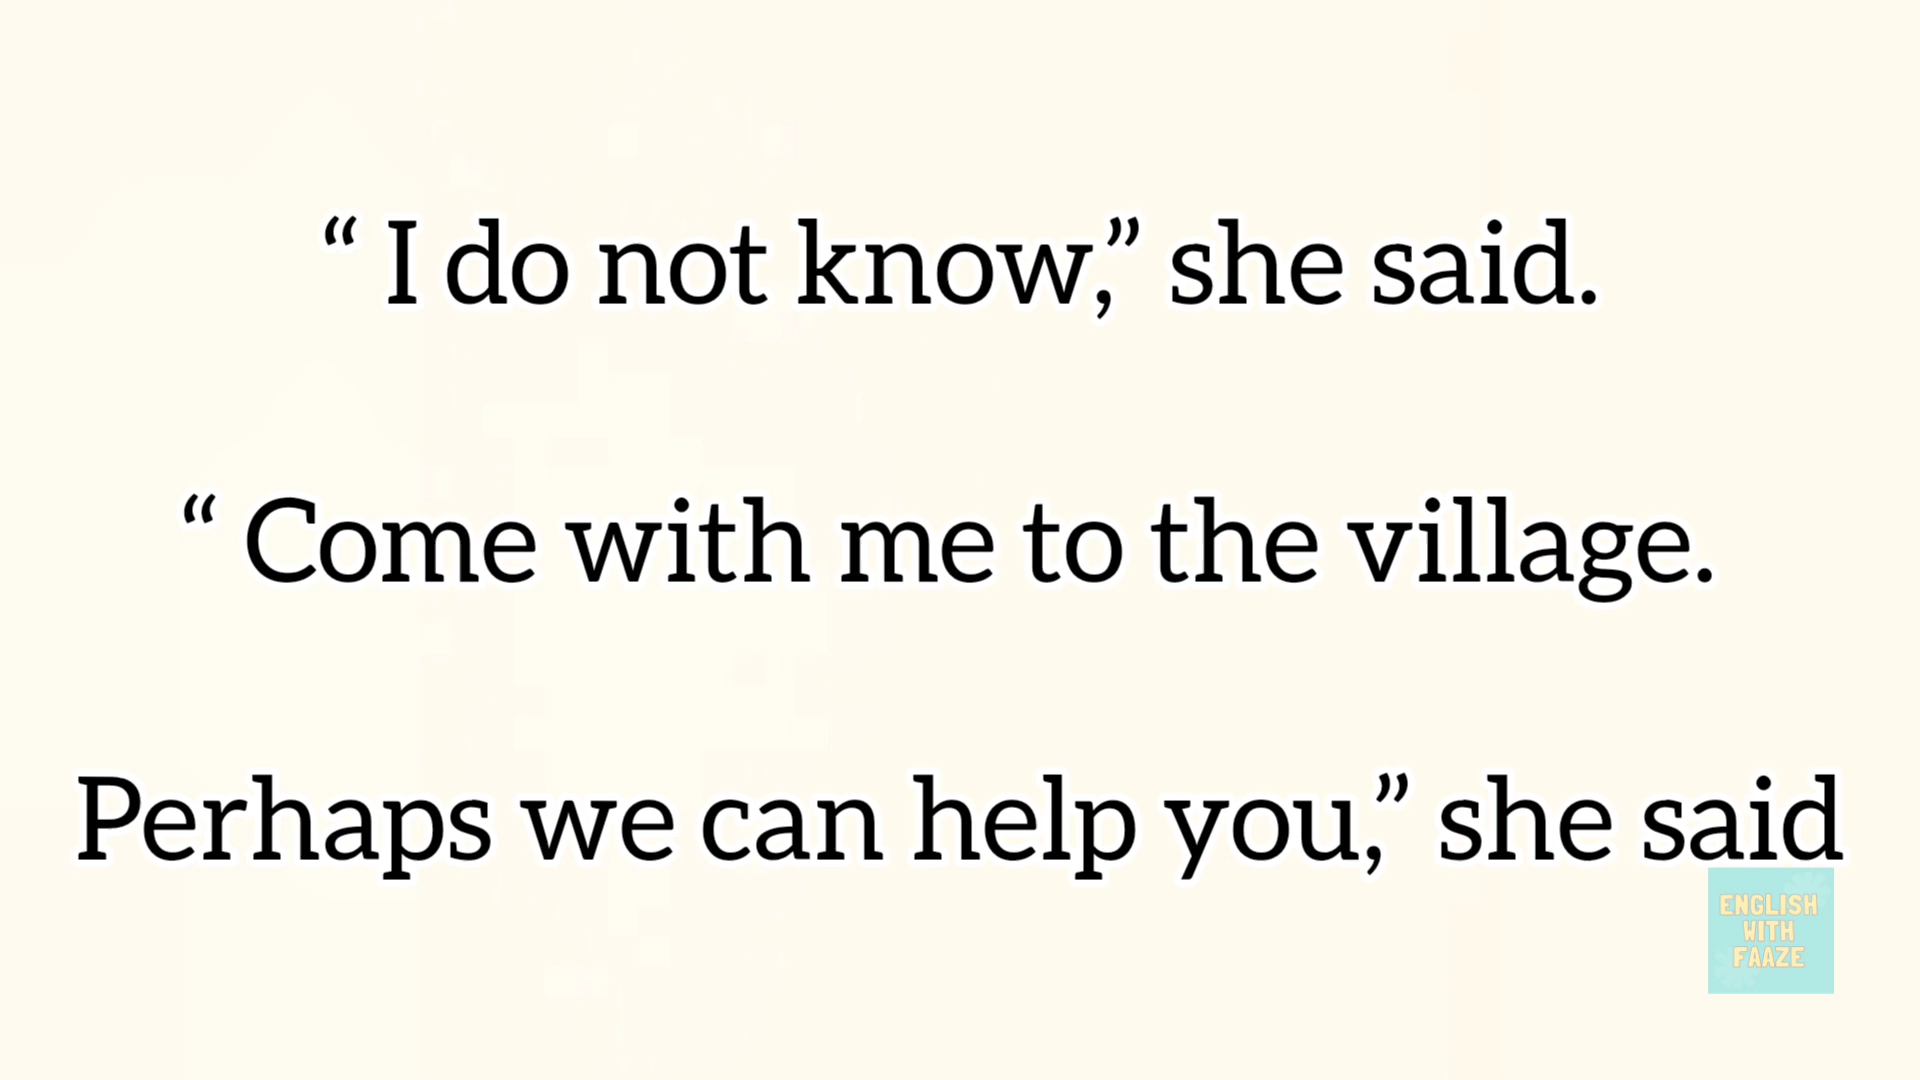 “ I do not know,” she said.
“ Come with me to the village.
Perhaps we can help you,” she said
ENGLISH
WITH
FAAZE